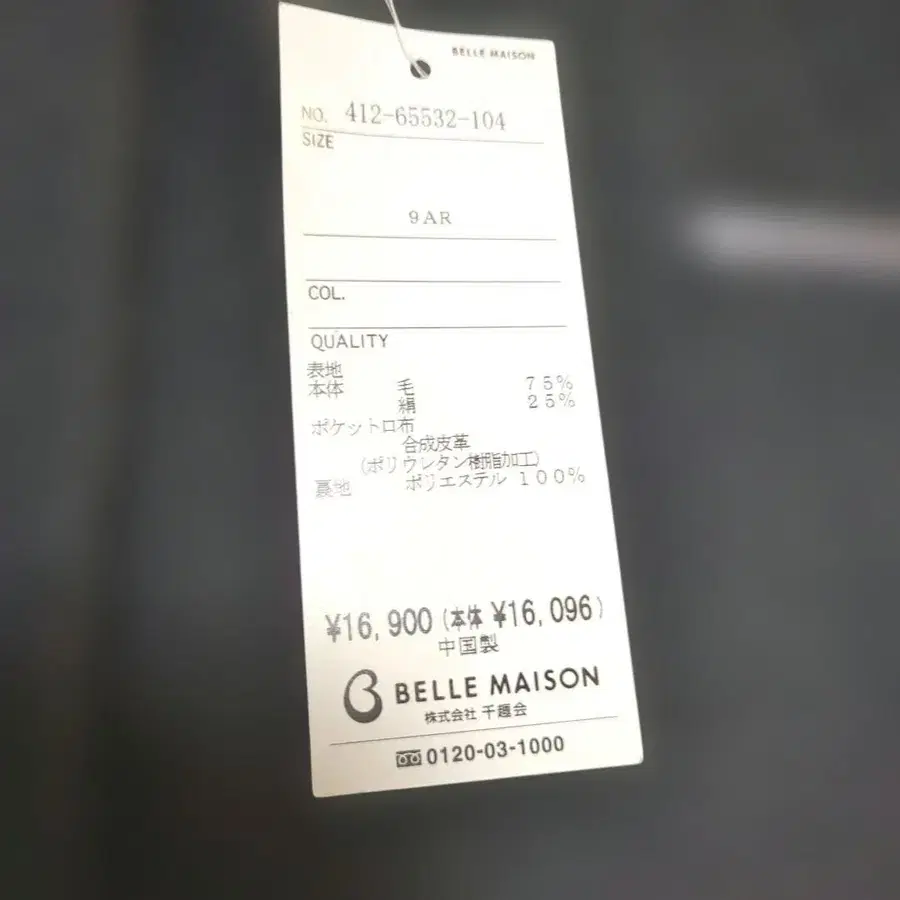 BELLE MAISON
NO. 412-65532-104
SIZE
9AR
COL.
QUALITY
表地
本体 毛 75%
絹 25%
ポケット口布
合成皮革
(ポリウレタン樹脂加工)
裏地 ポリエステル 100%
¥16,900 (本体 ¥16,096)
中国製
BELLE MAISON
株式会社 千趣会
0120-03-1000